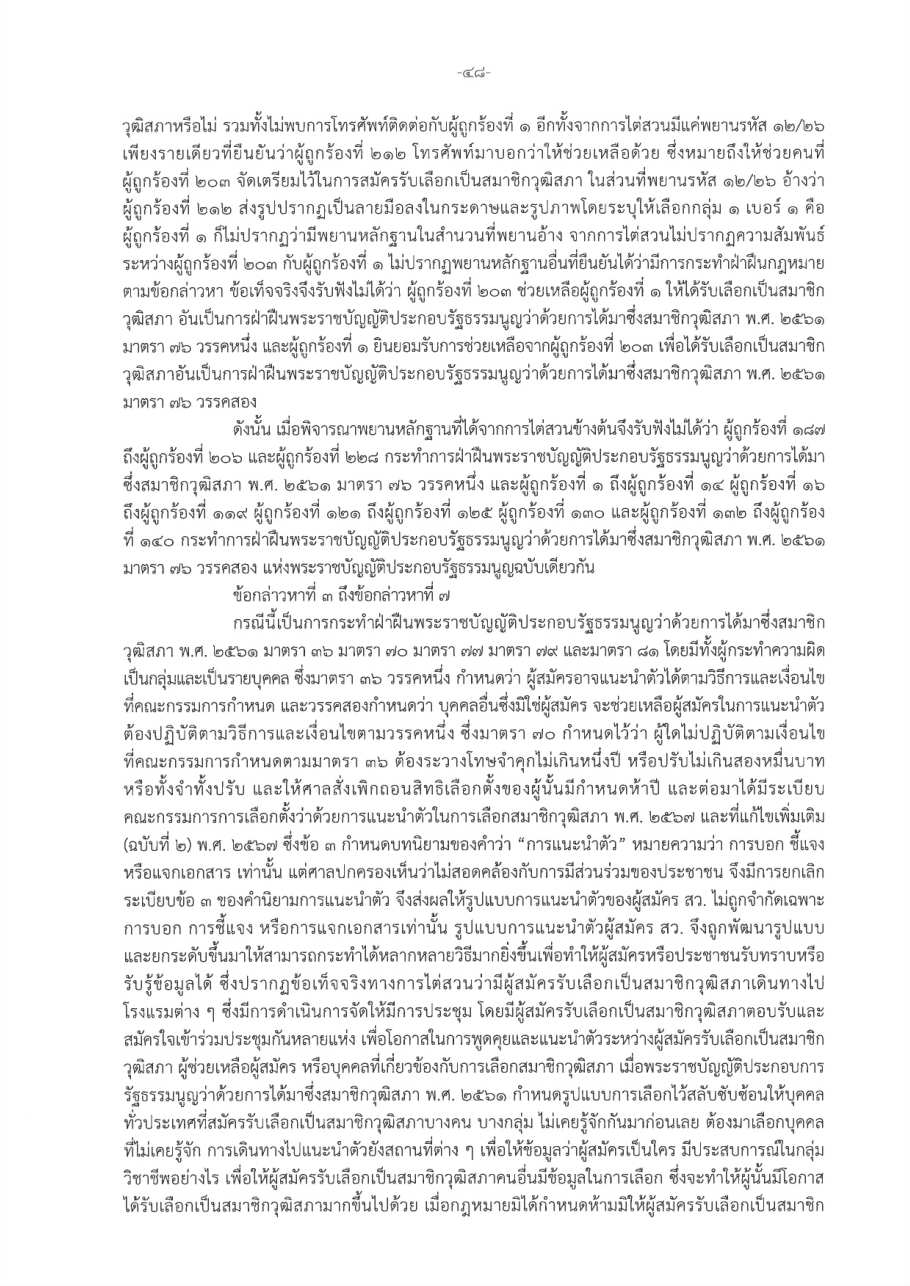 -๔๘-
วุฒิสภาหรือไม่ รวมทั้งไม่พบการโทรศัพท์ติดต่อกับผู้ถูกร้องที่ ๑ อีกทั้งจากการไต่สวนมีแค่พยานรหัส ๑๒/๒๖
เพียงรายเดียวที่ยืนยันว่าผู้ถูกร้องที่ ๒๑๒ โทรศัพท์มาบอกว่าให้ช่วยเหลือด้วย ซึ่งหมายถึงให้ช่วยคนที่
ผู้ถูกร้องที่ ๒๐๓ จัดเตรียมไว้ในการสมัครรับเลือกเป็นสมาชิกวุฒิสภา ในส่วนที่พยานรหัส ๑๒/๒๖ อ้างว่า
ผู้ถูกร้องที่ ๒๑๒ ส่งรูปปรากฏเป็นลายมือลงในกระดาษและรูปภาพโดยระบุให้เลือกกลุ่ม ๑ เบอร์ ๑ คือ
ผู้ถูกร้องที่ ๑ ก็ไม่ปรากฏว่ามีพยานหลักฐานในสำนวนที่พยานอ้าง จากการไต่สวนไม่ปรากฏความสัมพันธ์
ระหว่างผู้ถูกร้องที่ ๒๐๓ กับผู้ถูกร้องที่ ๑ ไม่ปรากฏพยานหลักฐานอื่นที่ยืนยันได้ว่ามีการกระทำฝ่าฝืนกฎหมาย
ตามข้อกล่าวหา ข้อเท็จจริงจึงรับฟังไม่ได้ว่า ผู้ถูกร้องที่ ๒๐๓ ช่วยเหลือผู้ถูกร้องที่ ๑ ให้ได้รับเลือกเป็นสมาชิก
วุฒิสภา อันเป็นการฝ่าฝืนพระราชบัญญัติประกอบรัฐธรรมนูญว่าด้วยการได้มาซึ่งสมาชิกวุฒิสภา พ.ศ. ๒๕๖๑
มาตรา ๗๖ วรรคหนึ่ง และผู้ถูกร้องที่ ๑ ยินยอมรับการช่วยเหลือจากผู้ถูกร้องที่ ๒๐๓ เพื่อได้รับเลือกเป็นสมาชิก
วุฒิสภาอันเป็นการฝ่าฝืนพระราชบัญญัติประกอบรัฐธรรมนูญว่าด้วยการได้มาซึ่งสมาชิกวุฒิสภา พ.ศ. ๒๕๖๑
มาตรา ๗๖ วรรคสอง
ดังนั้น เมื่อพิจารณาพยานหลักฐานที่ได้จากการไต่สวนข้างต้นจึงรับฟังไม่ได้ว่า ผู้ถูกร้องที่ ๑๘๗
ถึงผู้ถูกร้องที่ ๒๐๖ และผู้ถูกร้องที่ ๒๒๘ กระทำการฝ่าฝืนพระราชบัญญัติประกอบรัฐธรรมนูญว่าด้วยการได้มา
ซึ่งสมาชิกวุฒิสภา พ.ศ. ๒๕๖๑ มาตรา ๗๖ วรรคหนึ่ง และผู้ถูกร้องที่ ๑ ถึงผู้ถูกร้องที่ ๑๔ ผู้ถูกร้องที่ ๑๖
ถึงผู้ถูกร้องที่ ๑๑๙ ผู้ถูกร้องที่ ๑๒๑ ถึงผู้ถูกร้องที่ ๑๒๕ ผู้ถูกร้องที่ ๑๓๐ และผู้ถูกร้องที่ ๑๓๒ ถึงผู้ถูกร้อง
ที่ ๑๔๐ กระทำการฝ่าฝืนพระราชบัญญัติประกอบรัฐธรรมนูญว่าด้วยการได้มาซึ่งสมาชิกวุฒิสภา พ.ศ. ๒๕๖๑
มาตรา ๗๖ วรรคสอง แห่งพระราชบัญญัติประกอบรัฐธรรมนูญฉบับเดียวกัน
ข้อกล่าวหาที่ ๓ ถึงข้อกล่าวหาที่ ๗
กรณีนี้เป็นการกระทำฝ่าฝืนพระราชบัญญัติประกอบรัฐธรรมนูญว่าด้วยการได้มาซึ่งสมาชิก
วุฒิสภา พ.ศ. ๒๕๖๑ มาตรา ๓๖ มาตรา ๗๐ มาตรา ๗๗ มาตรา ๗๙ และมาตรา ๘๑ โดยมีทั้งผู้กระทำความผิด
เป็นกลุ่มและเป็นรายบุคคล ซึ่งมาตรา ๓๖ วรรคหนึ่ง กำหนดว่า ผู้สมัครอาจแนะนำตัวได้ตามวิธีการและเงื่อนไข
ที่คณะกรรมการกำหนด และวรรคสองกำหนดว่า บุคคลอื่นซึ่งมิใช่ผู้สมัคร จะช่วยเหลือผู้สมัครในการแนะนำตัว
ต้องปฏิบัติตามวิธีการและเงื่อนไขตามวรรคหนึ่ง ซึ่งมาตรา ๗๐ กำหนดไว้ว่า ผู้ใดไม่ปฏิบัติตามเงื่อนไข
ที่คณะกรรมการกำหนดตามมาตรา ๓๖ ต้องระวางโทษจำคุกไม่เกินหนึ่งปี หรือปรับไม่เกินสองหมื่นบาท
หรือทั้งจำทั้งปรับ และให้ศาลสั่งเพิกถอนสิทธิเลือกตั้งของผู้นั้นมีกำหนดห้าปี และต่อมาได้มีระเบียบ
คณะกรรมการการเลือกตั้งว่าด้วยการแนะนำตัวในการเลือกสมาชิกวุฒิสภา พ.ศ. ๒๕๖๗ และที่แก้ไขเพิ่มเติม
(ฉบับที่ ๒) พ.ศ. ๒๕๖๗ ซึ่งข้อ ๓ กำหนดบทนิยามของคำว่า “การแนะนำตัว” หมายความว่า การบอก ชี้แจง
หรือแจกเอกสาร เท่านั้น แต่ศาลปกครองเห็นว่าไม่สอดคล้องกับการมีส่วนร่วมของประชาชน จึงมีการยกเลิก
ระเบียบข้อ ๓ ของคำนิยามการแนะนำตัว จึงส่งผลให้รูปแบบการแนะนำตัวของผู้สมัคร สว. ไม่ถูกจำกัดเฉพาะ
การบอก การชี้แจง หรือการแจกเอกสารเท่านั้น รูปแบบการแนะนำตัวผู้สมัคร สว. จึงถูกพัฒนารูปแบบ
และยกระดับขึ้นมาให้สามารถกระทำได้หลากหลายวิธีมากยิ่งขึ้นเพื่อทำให้ผู้สมัครหรือประชาชนรับทราบหรือ
รับรู้ข้อมูลได้ ซึ่งปรากฏข้อเท็จจริงทางการไต่สวนว่ามีผู้สมัครรับเลือกเป็นสมาชิกวุฒิสภาเดินทางไป
โรงแรมต่าง ๆ ซึ่งมีการดำเนินการจัดให้มีการประชุม โดยมีผู้สมัครรับเลือกเป็นสมาชิกวุฒิสภาตอบรับและ
สมัครใจเข้าร่วมประชุมกันหลายแห่ง เพื่อโอกาสในการพูดคุยและแนะนำตัวระหว่างผู้สมัครรับเลือกเป็นสมาชิก
วุฒิสภา ผู้ช่วยเหลือผู้สมัคร หรือบุคคลที่เกี่ยวข้องกับการเลือกสมาชิกวุฒิสภา เมื่อพระราชบัญญัติประกอบการ
รัฐธรรมนูญว่าด้วยการได้มาซึ่งสมาชิกวุฒิสภา พ.ศ. ๒๕๖๑ กำหนดรูปแบบการเลือกไว้สลับซับซ้อนให้บุคคล
ทั่วประเทศที่สมัครรับเลือกเป็นสมาชิกวุฒิสภาบางคน บางกลุ่ม ไม่เคยรู้จักกันมาก่อนเลย ต้องมาเลือกบุคคล
ที่ไม่เคยรู้จัก การเดินทางไปแนะนำตัวยังสถานที่ต่าง ๆ เพื่อให้ข้อมูลว่าผู้สมัครเป็นใคร มีประสบการณ์ในกลุ่ม
วิชาชีพอย่างไร เพื่อให้ผู้สมัครรับเลือกเป็นสมาชิกวุฒิสภาคนอื่นมีข้อมูลในการเลือก ซึ่งจะทำให้ผู้นั้นมีโอกาส
ได้รับเลือกเป็นสมาชิกวุฒิสภามากขึ้นไปด้วย เมื่อกฎหมายมิได้กำหนดห้ามมิให้ผู้สมัครรับเลือกเป็นสมาชิก